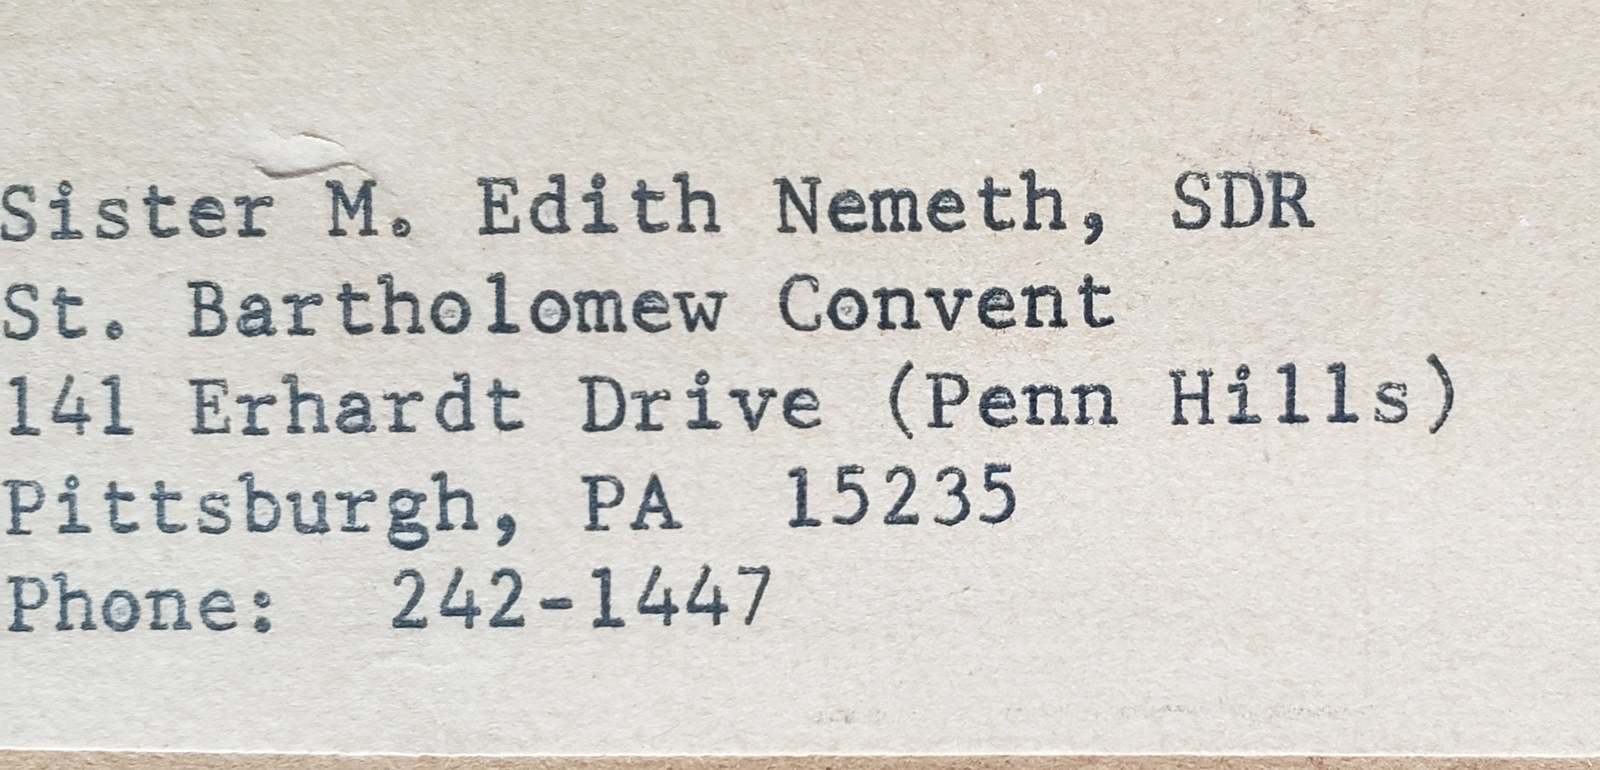 Sister M. Edith Nemeth, SDR
St. Bartholomew Convent
141 Erhardt Drive (Penn Hills)
Pittsburgh, PA  15235
Phone:  242-1447